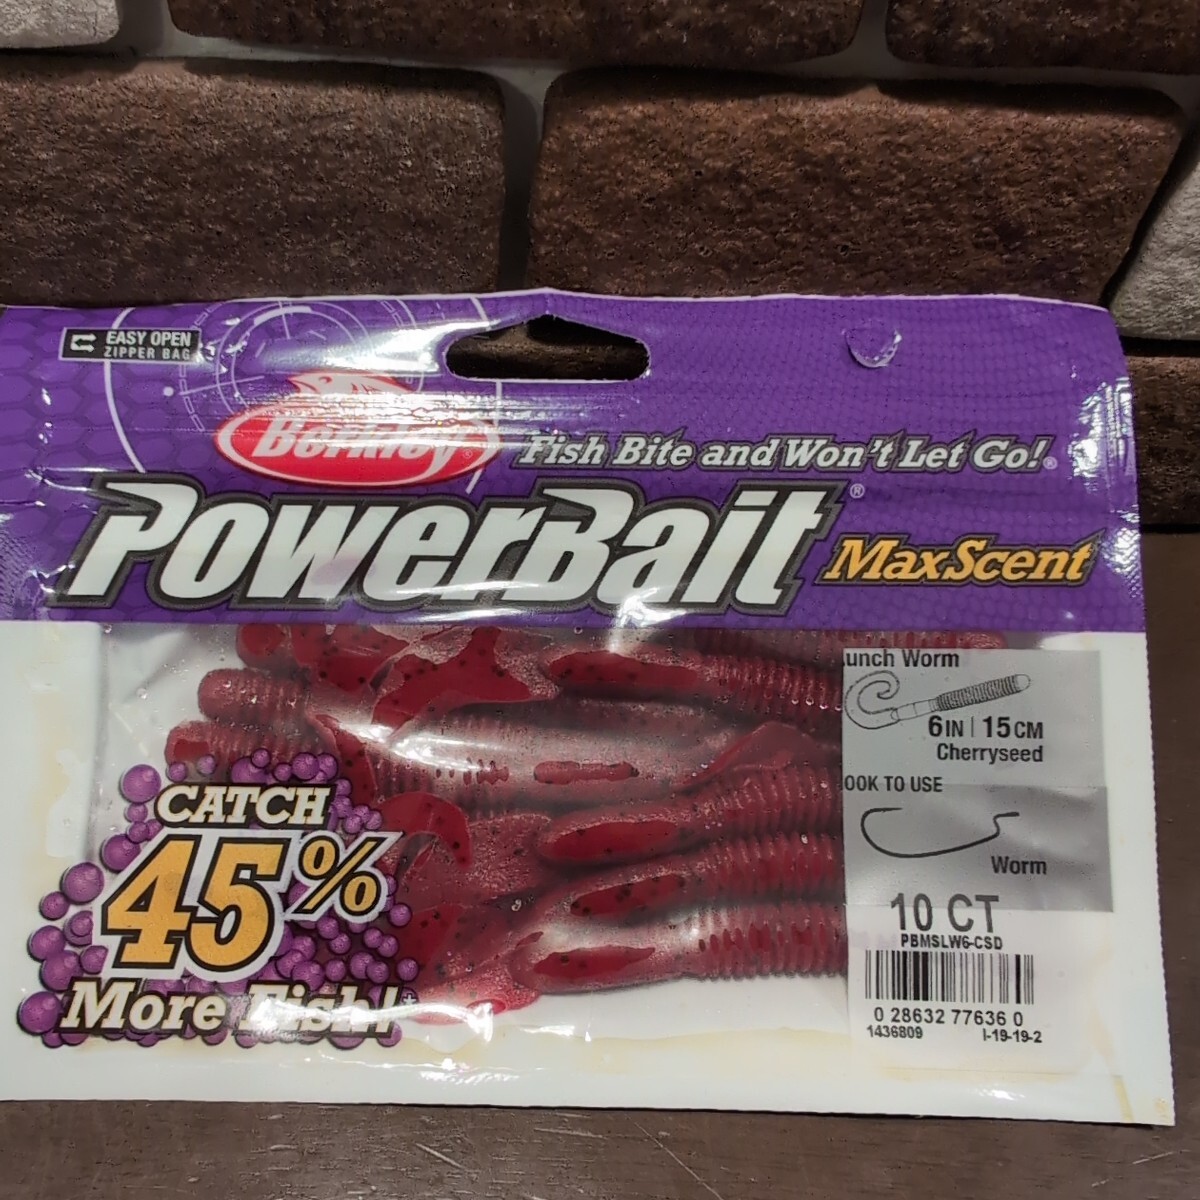 EASY OPEN
ZIPPER BAG
Berkley®
Fish Bite and Won't Let Go!®
PowerBait®
MaxScent
unch Worm
6IN | 15CM
Cherryseed
OOK TO USE
Worm
10 CT
PBMSLW6-CSD
0 28632 77636 0
1436809 I-19-19-2
CATCH
45%
More Fish!‡